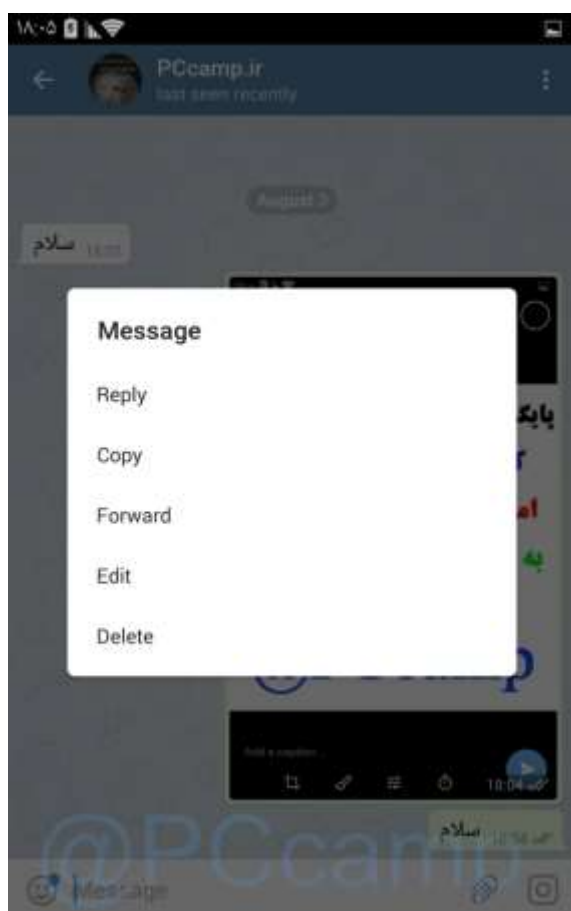 ۱۸:۰۵
PCcamp.ir
last seen recently
August 3
سلام
Message
Reply
Copy
Forward
Edit
Delete
به
Add a caption...
18:04
سلام
@PCcamp
Message